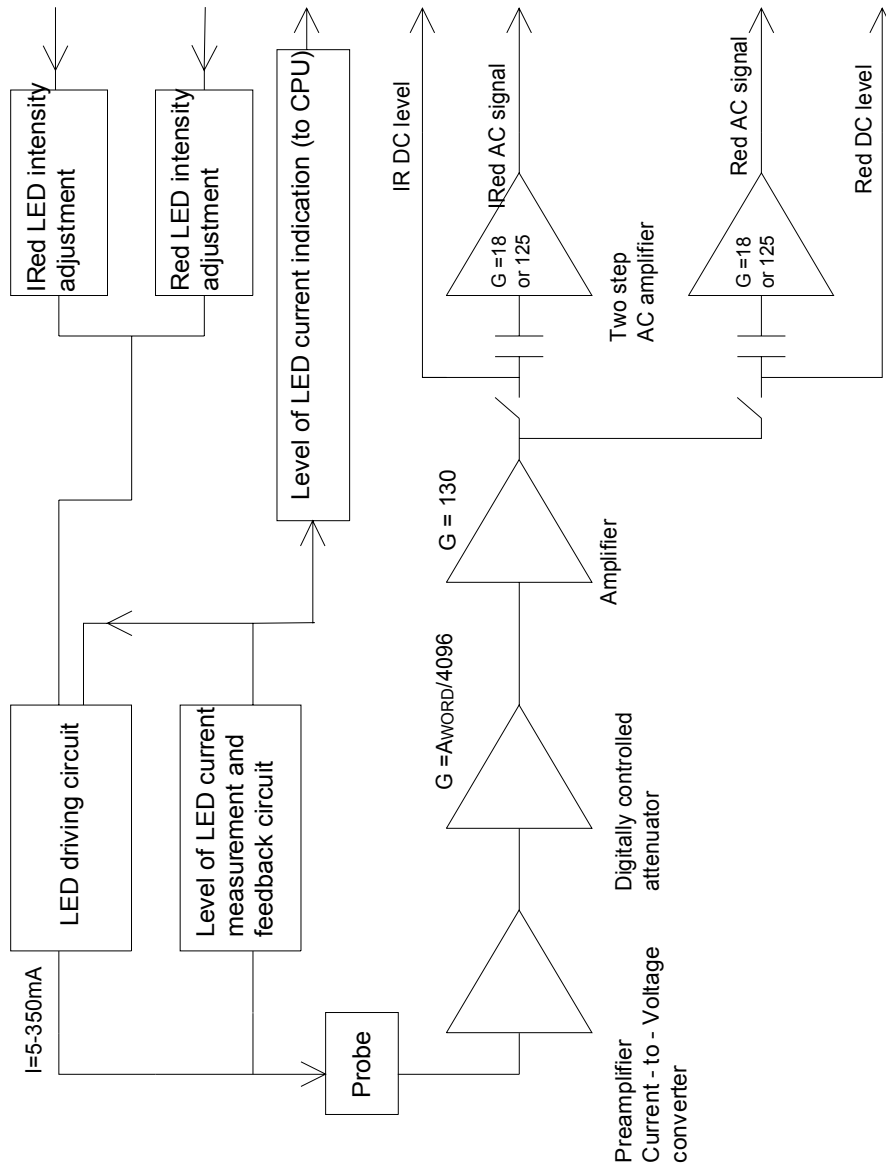 IRed LED intensity
adjustment
Red LED intensity
adjustment
Level of LED current indication (to CPU)
LED driving circuit
Level of LED current
measurement and
feedback circuit
I=5-350mA
Probe
Preamplifier
Current - to - Voltage
converter
G =AWORD/4096
Digitally controlled
attenuator
G = 130
Amplifier
IR DC level
IRed AC signal
G =18
or 125
Two step
AC amplifier
Red AC signal
G =18
or 125
Red DC level